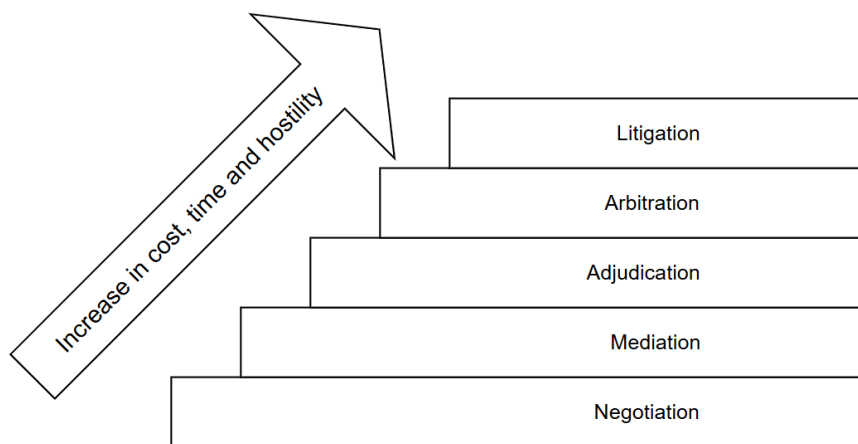 Increase in cost, time and hostility
Litigation
Arbitration
Adjudication
Mediation
Negotiation